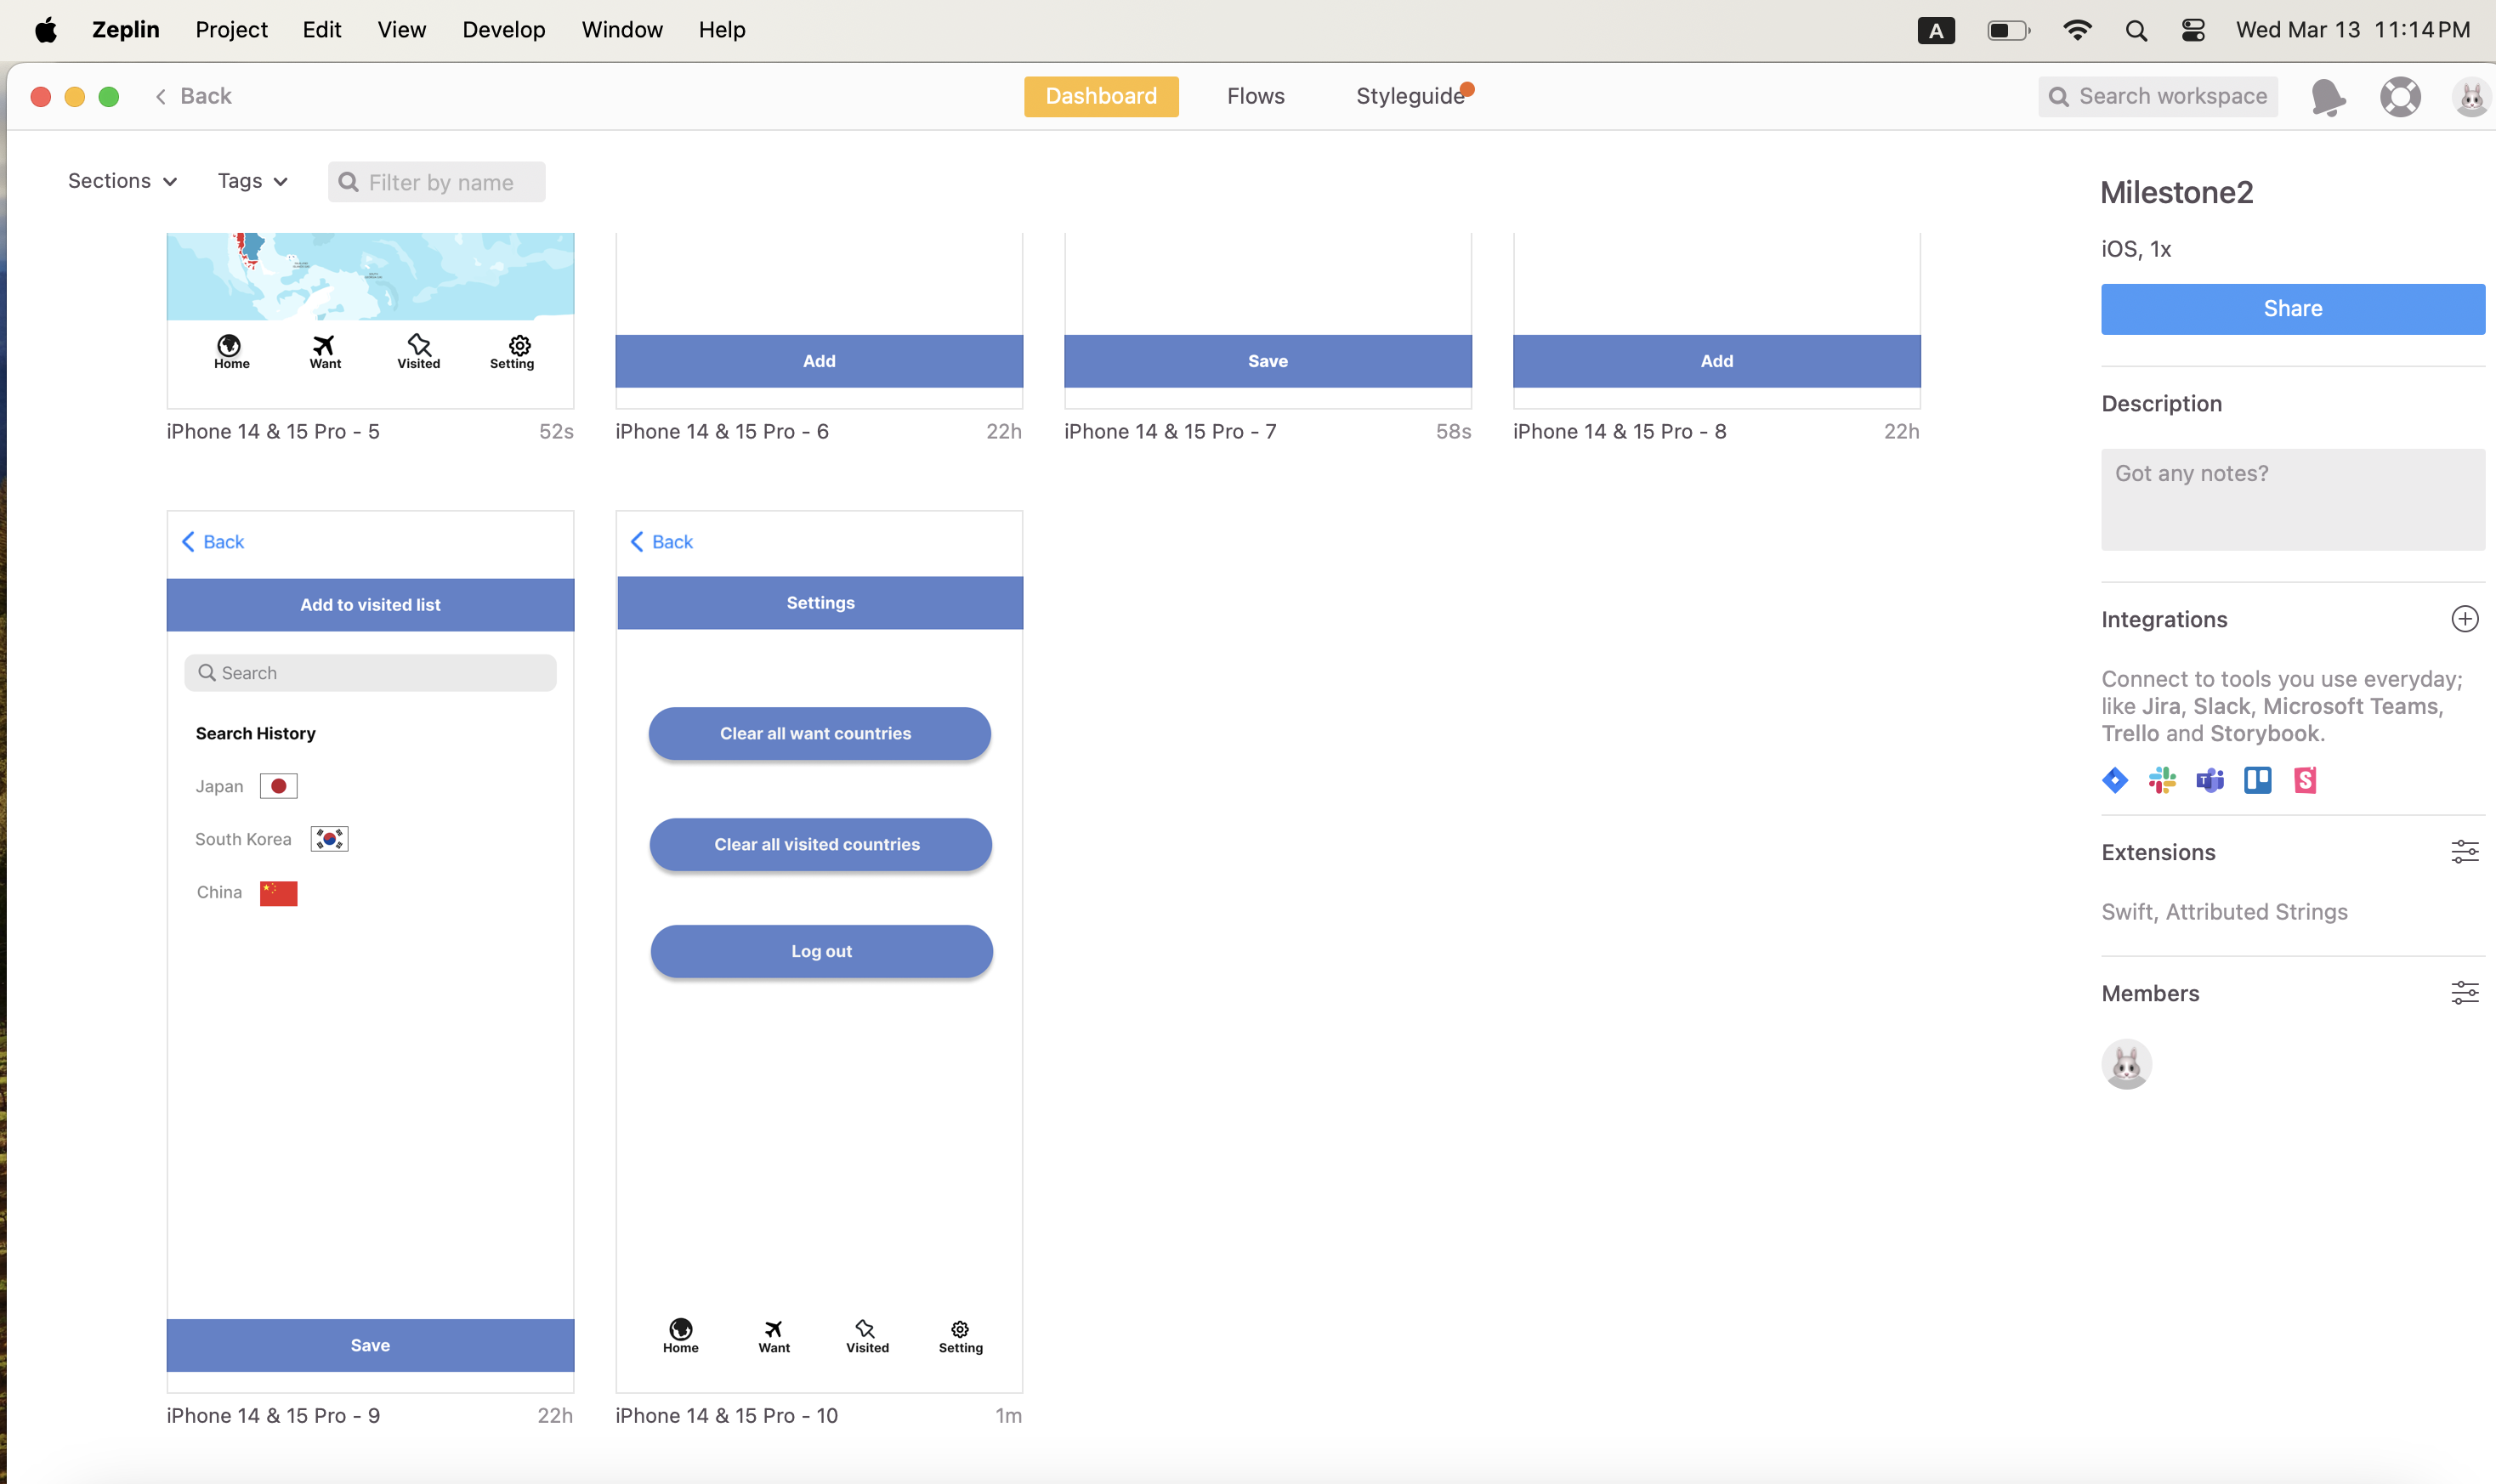 Zeplin Project Edit View Develop Window Help A Wed Mar 13 11:14 PM
Back Dashboard Flows Styleguide Search workspace
Sections Tags Filter by name
Milestone2
iOS, 1x
Share
Home Want Visited Setting
Add
Save
Add
iPhone 14 & 15 Pro - 5 52s
iPhone 14 & 15 Pro - 6 22h
iPhone 14 & 15 Pro - 7 58s
iPhone 14 & 15 Pro - 8 22h
Back
Add to visited list
Search
Search History
Japan
South Korea
China
Save
iPhone 14 & 15 Pro - 9 22h
Back
Settings
Clear all want countries
Clear all visited countries
Log out
Home Want Visited Setting
iPhone 14 & 15 Pro - 10 1m
Description
Got any notes?
Integrations
Connect to tools you use everyday;
like Jira, Slack, Microsoft Teams,
Trello and Storybook.
Extensions
Swift, Attributed Strings
Members